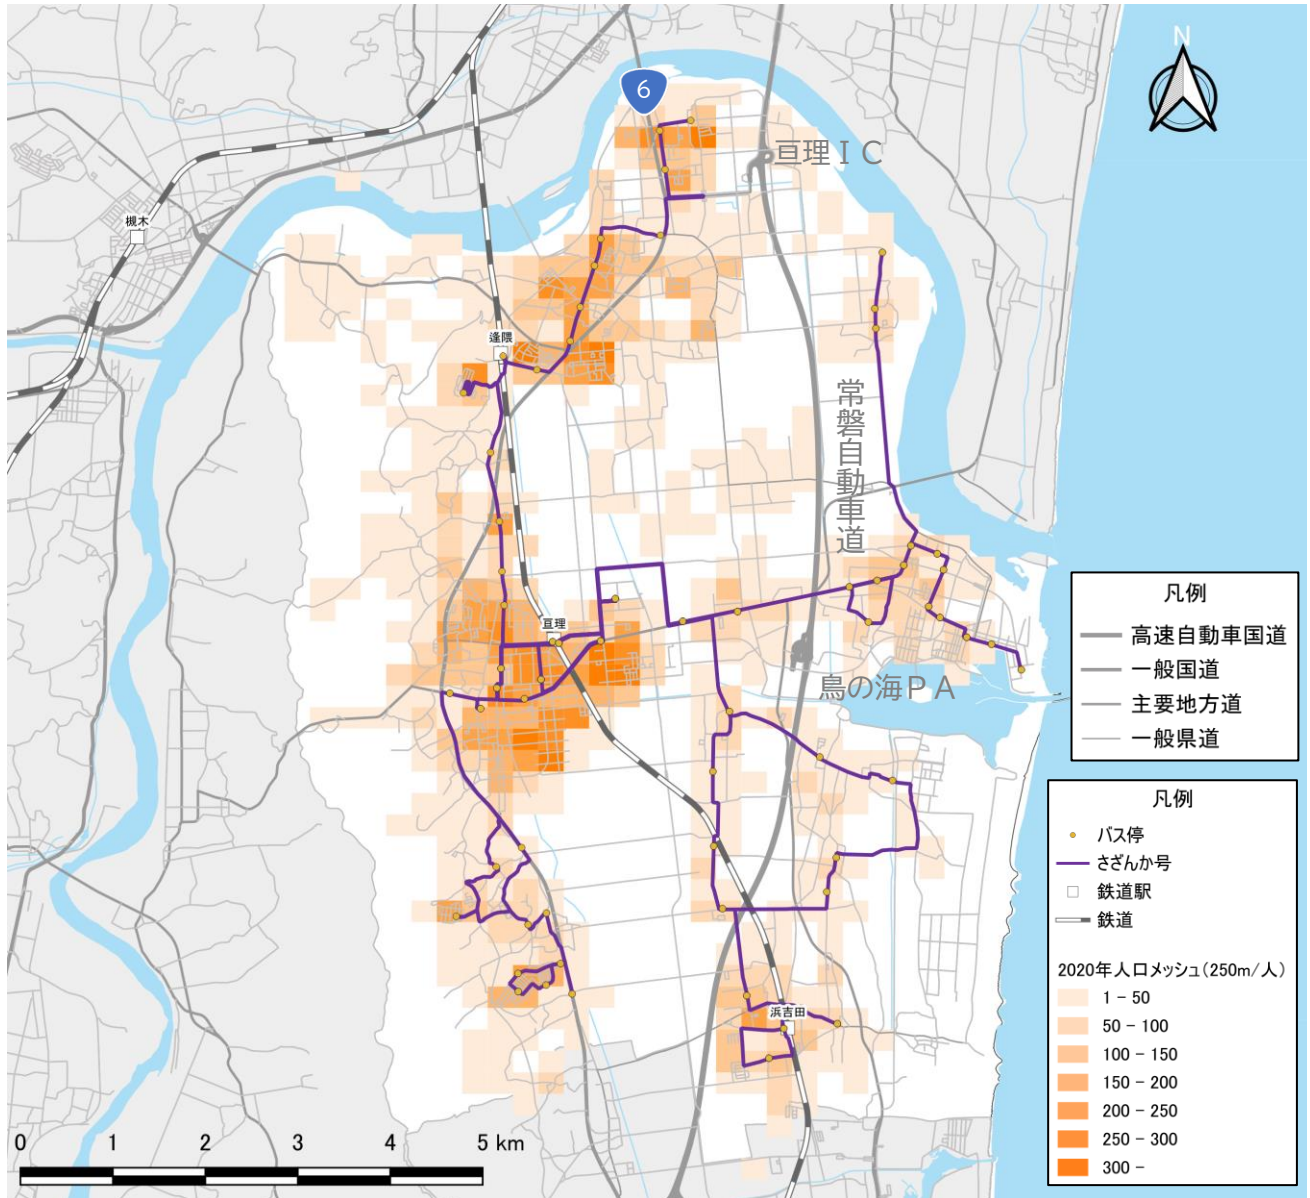 N
6
亘理ＩＣ
槻木
逢隈
常磐自動車道
亘理
鳥の海ＰＡ
浜吉田
凡例
高速自動車国道
一般国道
主要地方道
一般県道
凡例
バス停
さざんか号
鉄道駅
鉄道
2020年人口メッシュ(250m/人)
1 - 50
50 - 100
100 - 150
150 - 200
200 - 250
250 - 300
300 -
0 1 2 3 4 5 km